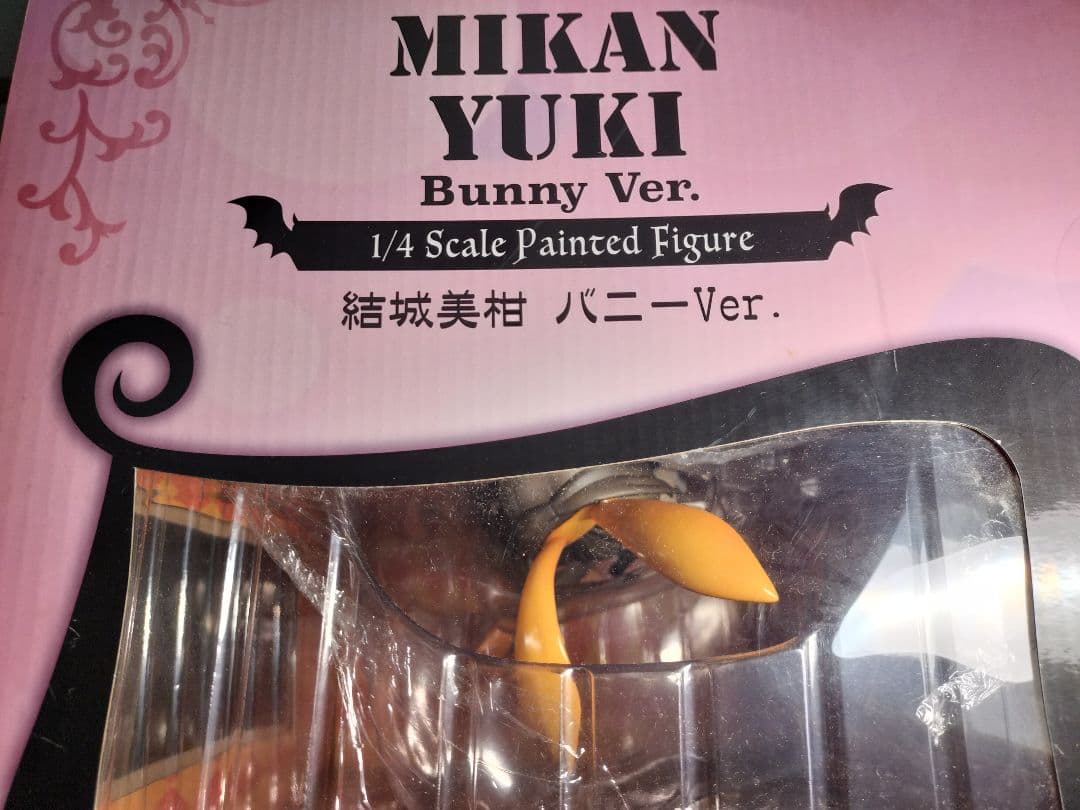 MIKAN
YUKI
Bunny Ver.
1/4 Scale Painted Figure
結城美柑 バニーVer.